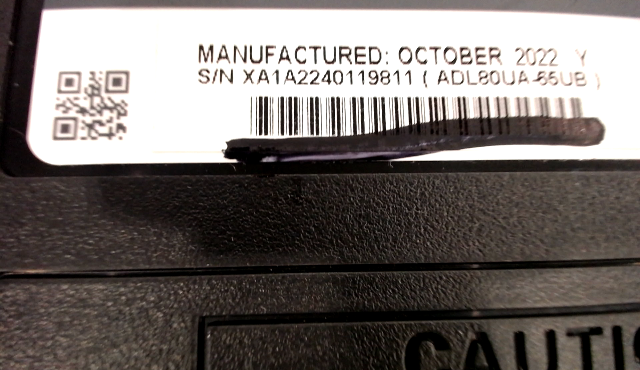 MANUFACTURED: OCTOBER 2022 Y
S/N XA1A2240119811 ( ADL80UA-65UB )
CAUTI